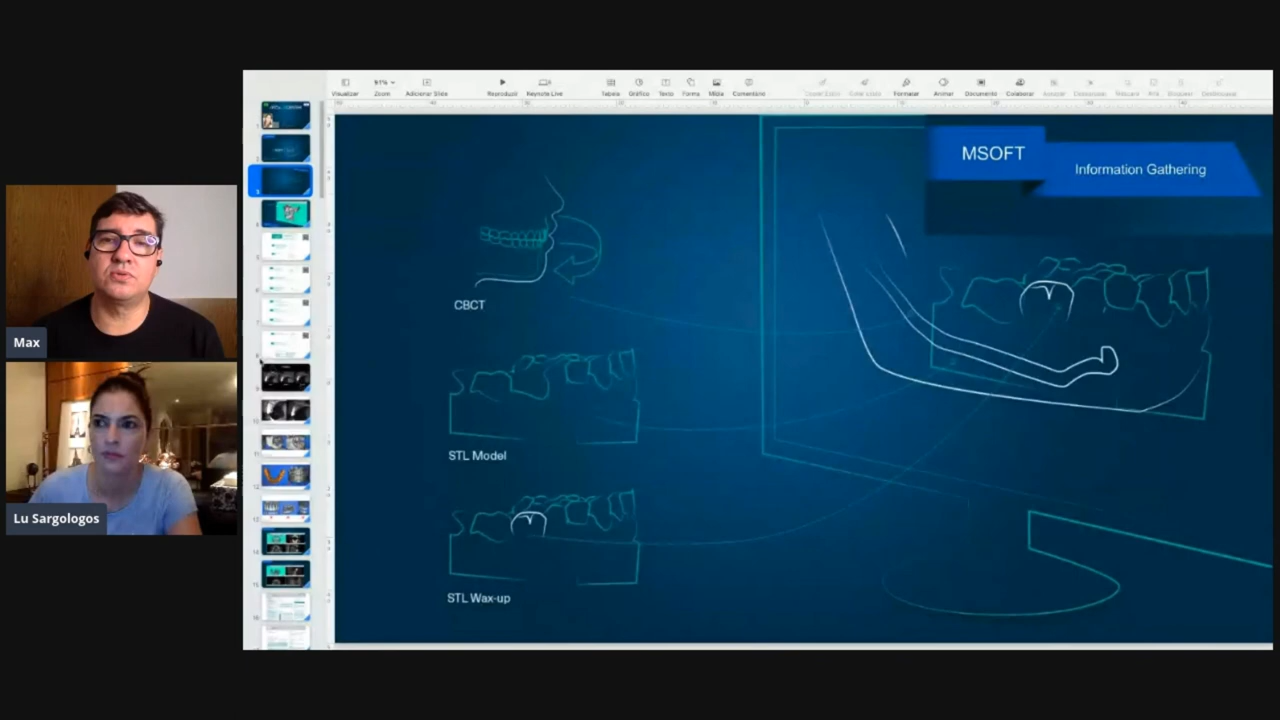 Visualizar Zoom Adicionar Slide Reproduzir Keynote Live Tabela Gráfico Texto Forma Mídia Comentário Formatar Animar Documento Colaborar
MSOFT
Information Gathering
CBCT
STL Model
STL Wax-up
Max
Lu Sargologos